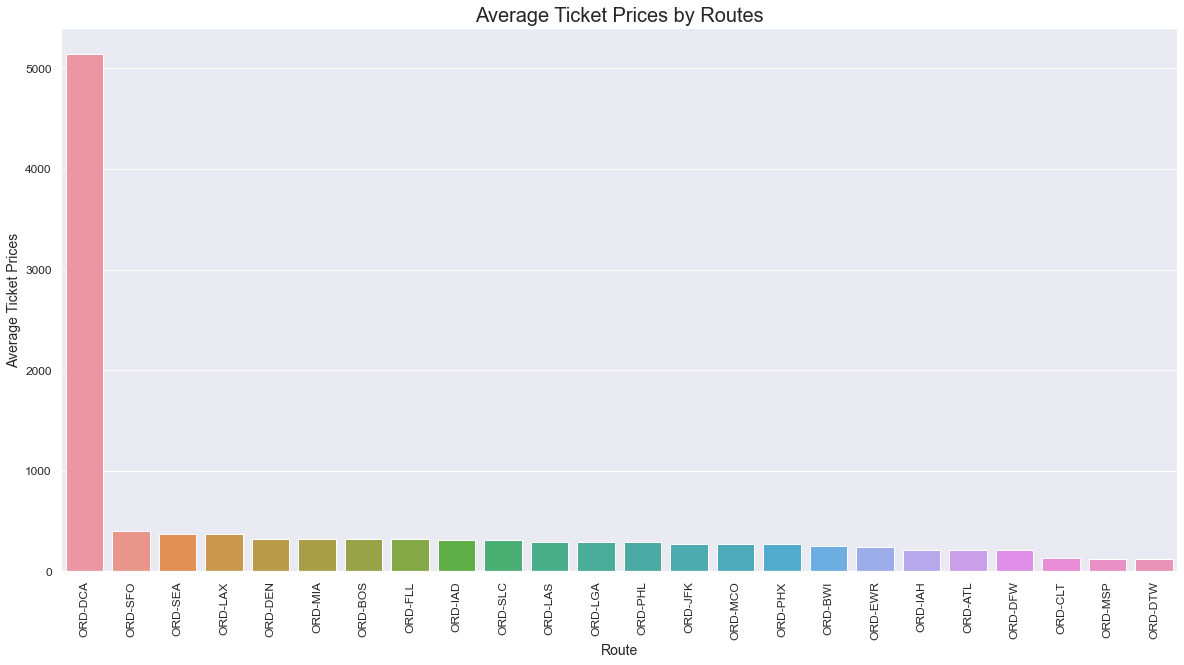 Average Ticket Prices by Routes
Average Ticket Prices
5000
4000
3000
2000
1000
0
ORD-DCA
ORD-SFO
ORD-SEA
ORD-LAX
ORD-DEN
ORD-MIA
ORD-BOS
ORD-FLL
ORD-IAD
ORD-SLC
ORD-LAS
ORD-LGA
ORD-PHL
ORD-JFK
ORD-MCO
ORD-PHX
ORD-BWI
ORD-EWR
ORD-IAH
ORD-ATL
ORD-DFW
ORD-CLT
ORD-MSP
ORD-DTW
Route